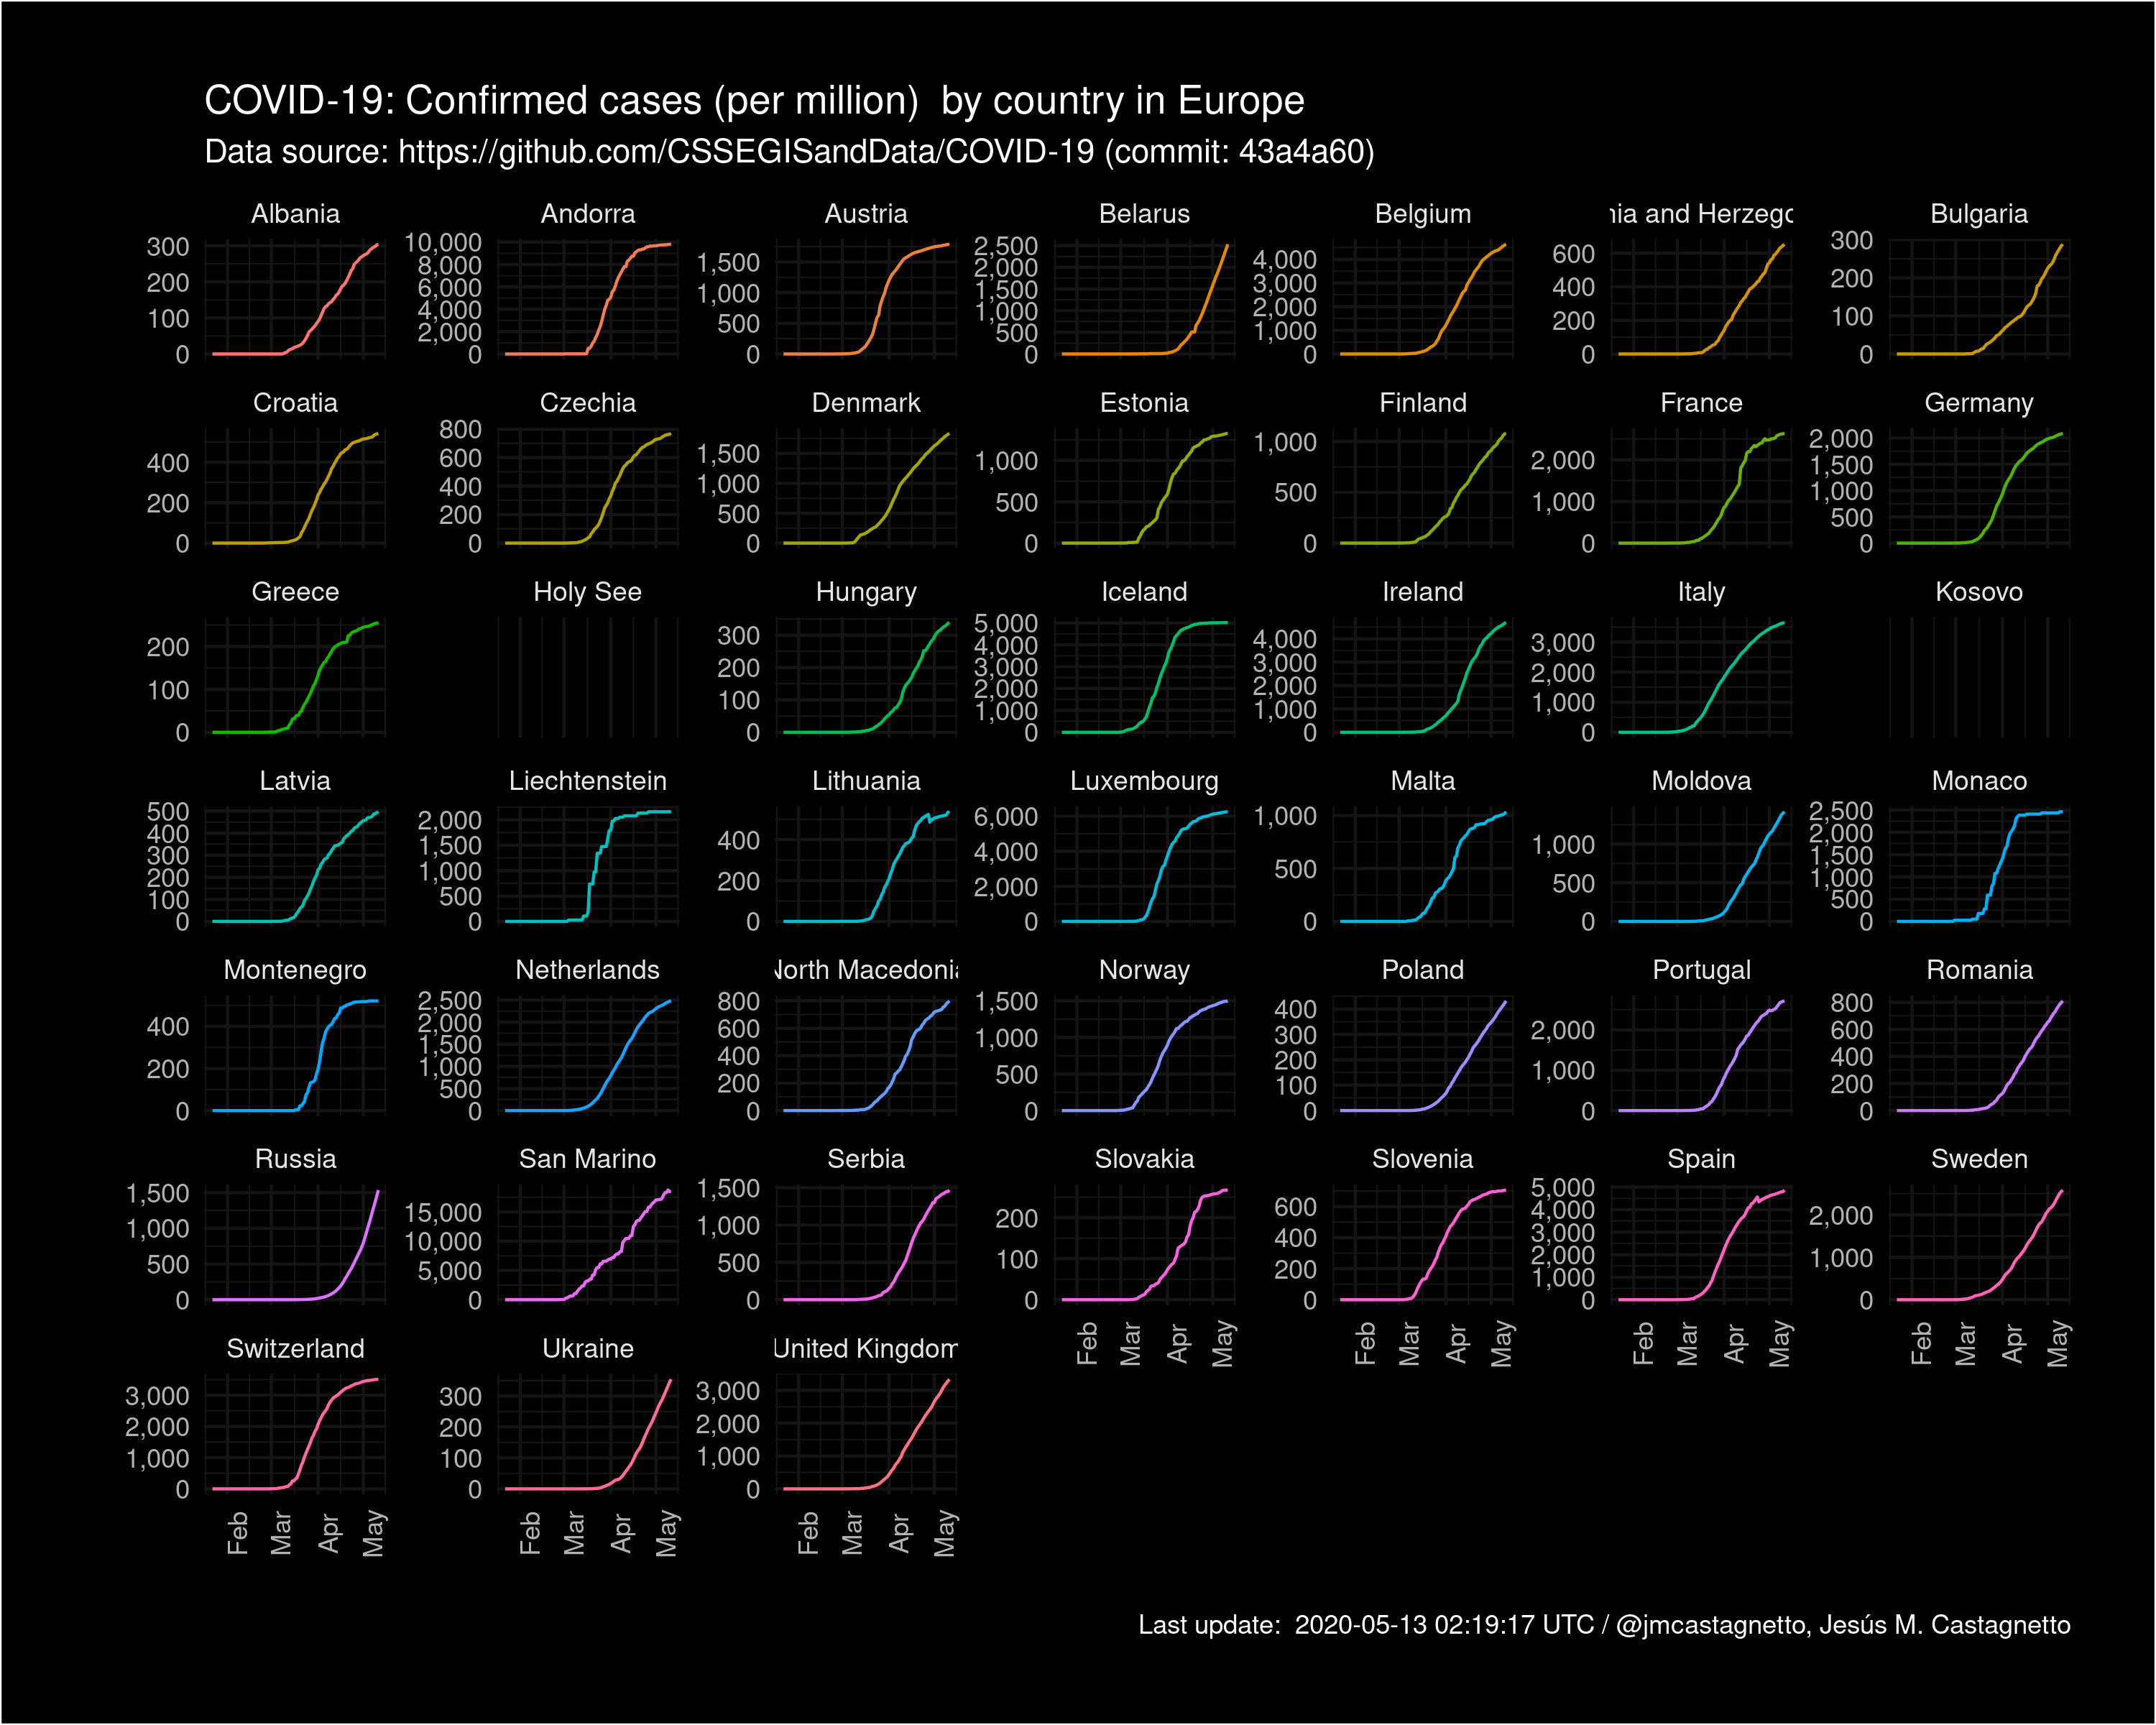 COVID-19: Confirmed cases (per million)  by country in Europe
Data source: https://github.com/CSSEGISandData/COVID-19 (commit: 43a4a60)
Albania
300
200
100
0
Andorra
10,000
8,000
6,000
4,000
2,000
0
Austria
1,500
1,000
500
0
Belarus
2,500
2,000
1,500
1,000
500
0
Belgium
4,000
3,000
2,000
1,000
0
nia and Herzego
600
400
200
0
Bulgaria
300
200
100
0
Croatia
400
200
0
Czechia
800
600
400
200
0
Denmark
1,500
1,000
500
0
Estonia
1,000
500
0
Finland
1,000
500
0
France
2,000
1,000
0
Germany
2,000
1,500
1,000
500
0
Greece
200
100
0
Holy See
Hungary
300
200
100
0
Iceland
5,000
4,000
3,000
2,000
1,000
0
Ireland
4,000
3,000
2,000
1,000
0
Italy
3,000
2,000
1,000
0
Kosovo
Latvia
500
400
300
200
100
0
Liechtenstein
2,000
1,500
1,000
500
0
Lithuania
400
200
0
Luxembourg
6,000
4,000
2,000
0
Malta
1,000
500
0
Moldova
1,000
500
0
Monaco
2,500
2,000
1,500
1,000
500
0
Montenegro
400
200
0
Netherlands
2,500
2,000
1,500
1,000
500
0
North Macedonia
800
600
400
200
0
Norway
1,500
1,000
500
0
Poland
400
300
200
100
0
Portugal
2,000
1,000
0
Romania
800
600
400
200
0
Russia
1,500
1,000
500
0
San Marino
15,000
10,000
5,000
0
Serbia
1,500
1,000
500
0
Slovakia
200
100
0
Feb
Mar
Apr
May
Slovenia
600
400
200
0
Feb
Mar
Apr
May
Spain
5,000
4,000
3,000
2,000
1,000
0
Feb
Mar
Apr
May
Sweden
2,000
1,000
0
Feb
Mar
Apr
May
Switzerland
3,000
2,000
1,000
0
Feb
Mar
Apr
May
Ukraine
300
200
100
0
Feb
Mar
Apr
May
United Kingdom
3,000
2,000
1,000
0
Feb
Mar
Apr
May
Last update:  2020-05-13 02:19:17 UTC / @jmcastagnetto, Jesús M. Castagnetto